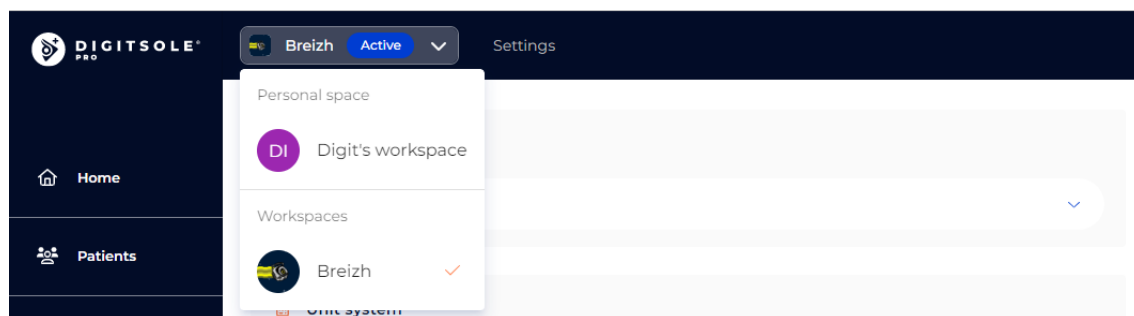 DIGITSOLE®
PRO
Breizh Active
Settings
Personal space
DI Digit's workspace
Home
Workspaces
Patients
Breizh
Unit system